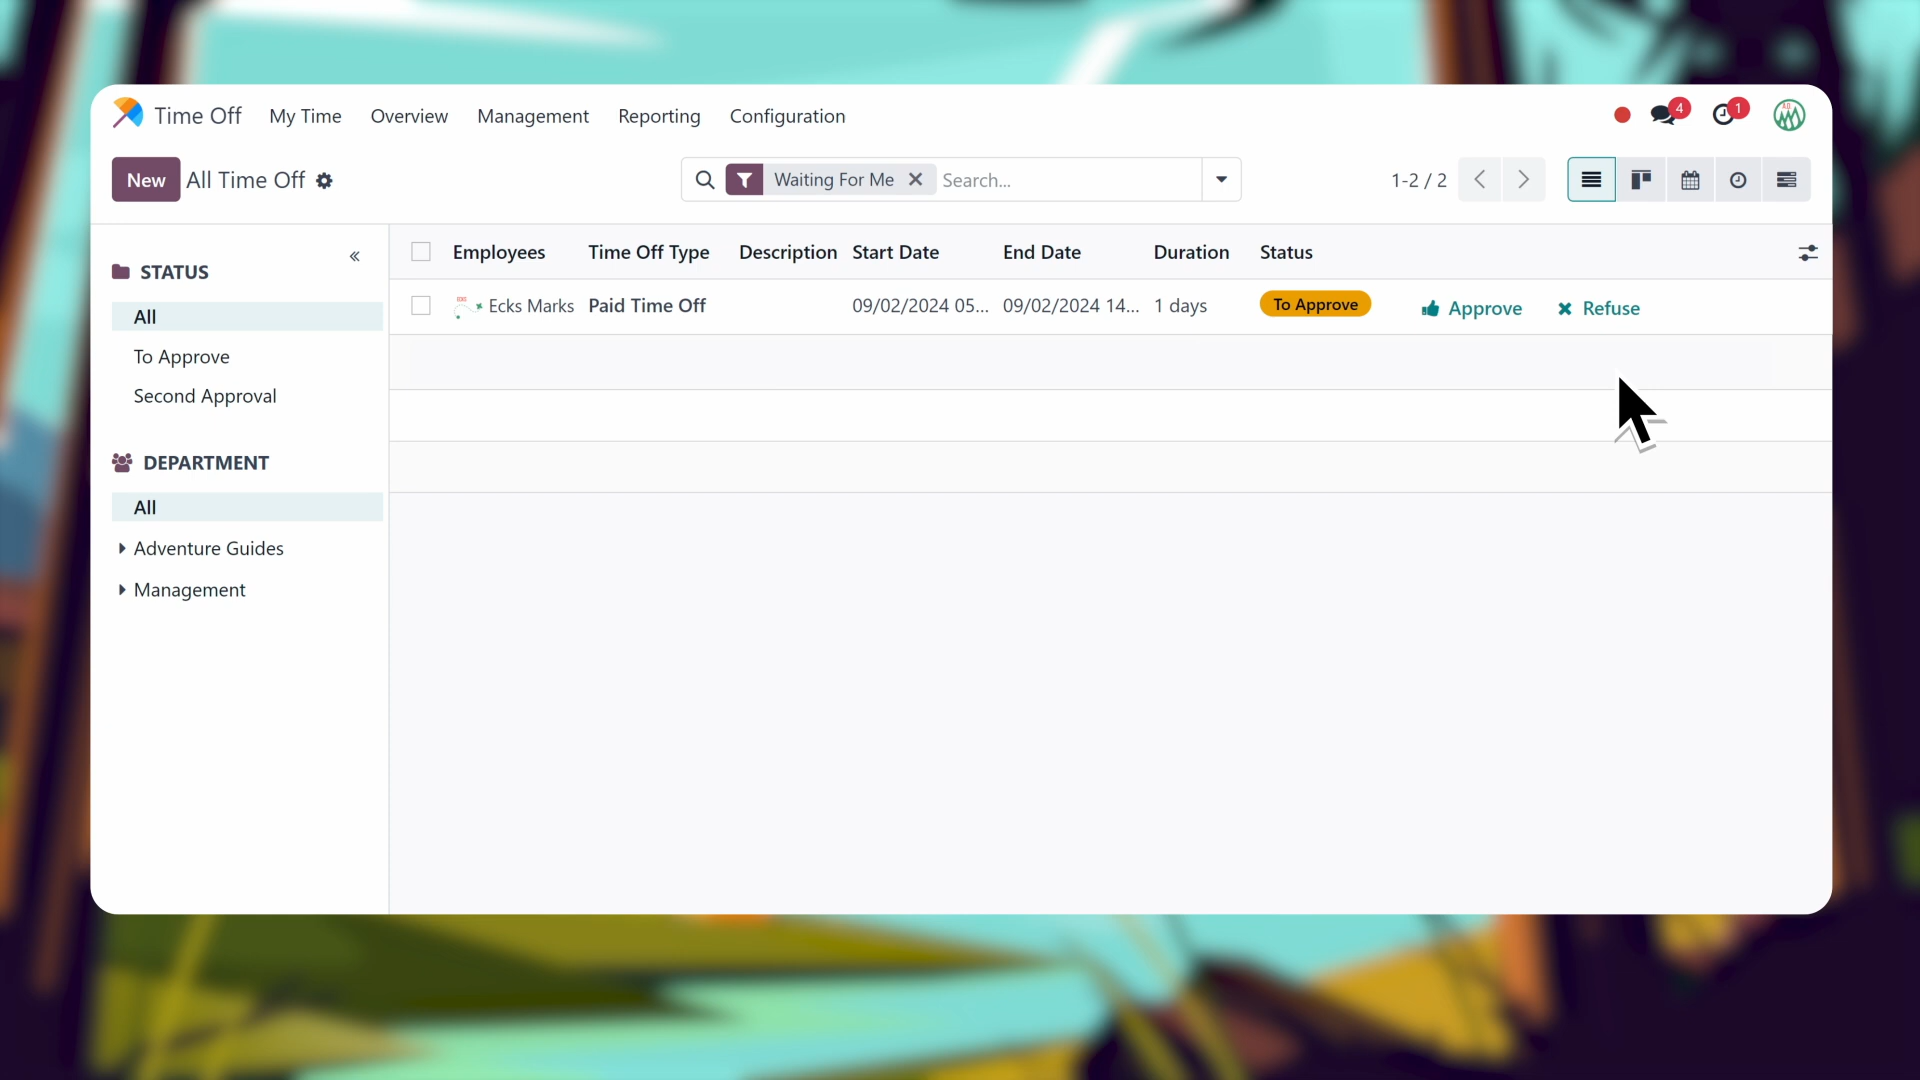 Time Off My Time Overview Management Reporting Configuration 4 1
New All Time Off Waiting For Me Search... 1-2 / 2
STATUS
All
To Approve
Second Approval
DEPARTMENT
All
Adventure Guides
Management
Employees Time Off Type Description Start Date End Date Duration Status
Ecks Marks Paid Time Off 09/02/2024 05... 09/02/2024 14... 1 days To Approve Approve Refuse